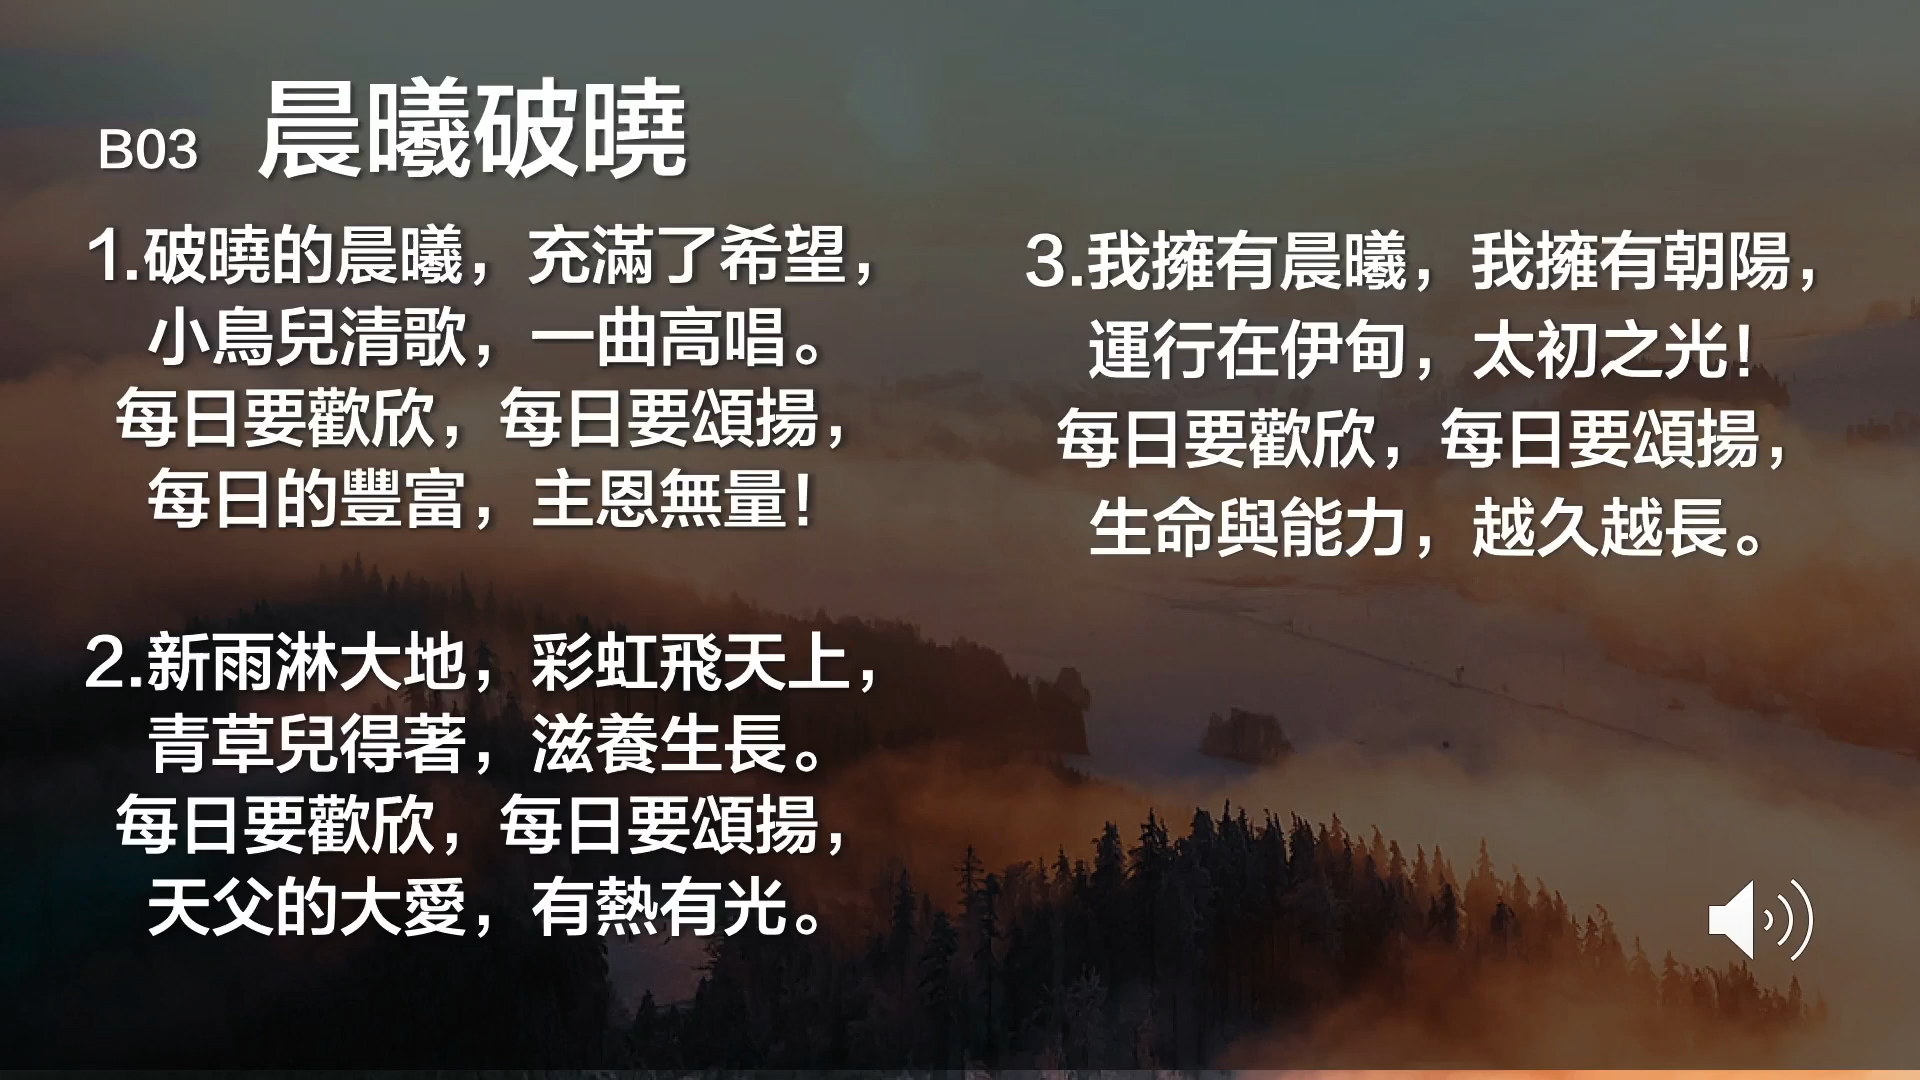 B03 晨曦破曉
1.破曉的晨曦，充滿了希望，
小鳥兒清歌，一曲高唱。
每日要歡欣，每日要頌揚，
每日的豐富，主恩無量！
2.新雨淋大地，彩虹飛天上，
青草兒得著，滋養生長。
每日要歡欣，每日要頌揚，
天父的大愛，有熱有光。
3.我擁有晨曦，我擁有朝陽，
運行在伊甸，太初之光！
每日要歡欣，每日要頌揚，
生命與能力，越久越長。